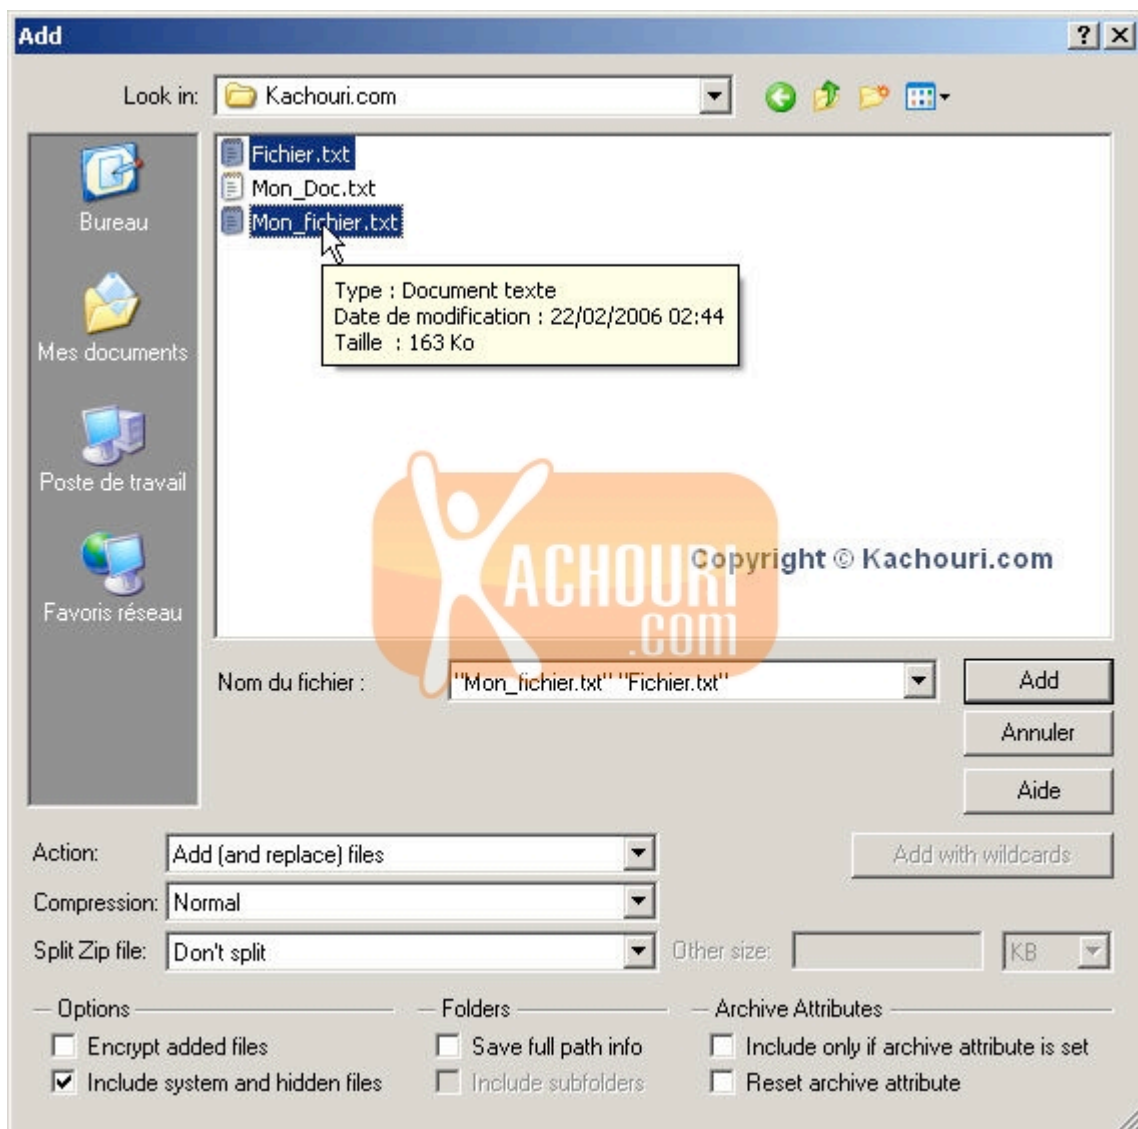 Add
Look in: Kachouri.com
Bureau
Mes documents
Poste de travail
Favoris réseau
Fichier.txt
Mon_Doc.txt
Mon_fichier.txt
Type : Document texte
Date de modification : 22/02/2006 02:44
Taille : 163 Ko
Copyright © Kachouri.com
KACHOURI
.com
Nom du fichier : "Mon_fichier.txt" "Fichier.txt" Add
Annuler
Aide
Action: Add (and replace) files Add with wildcards
Compression: Normal
Split Zip file: Don't split Other size: KB
Options Folders Archive Attributes
Encrypt added files Save full path info Include only if archive attribute is set
Include system and hidden files Include subfolders Reset archive attribute